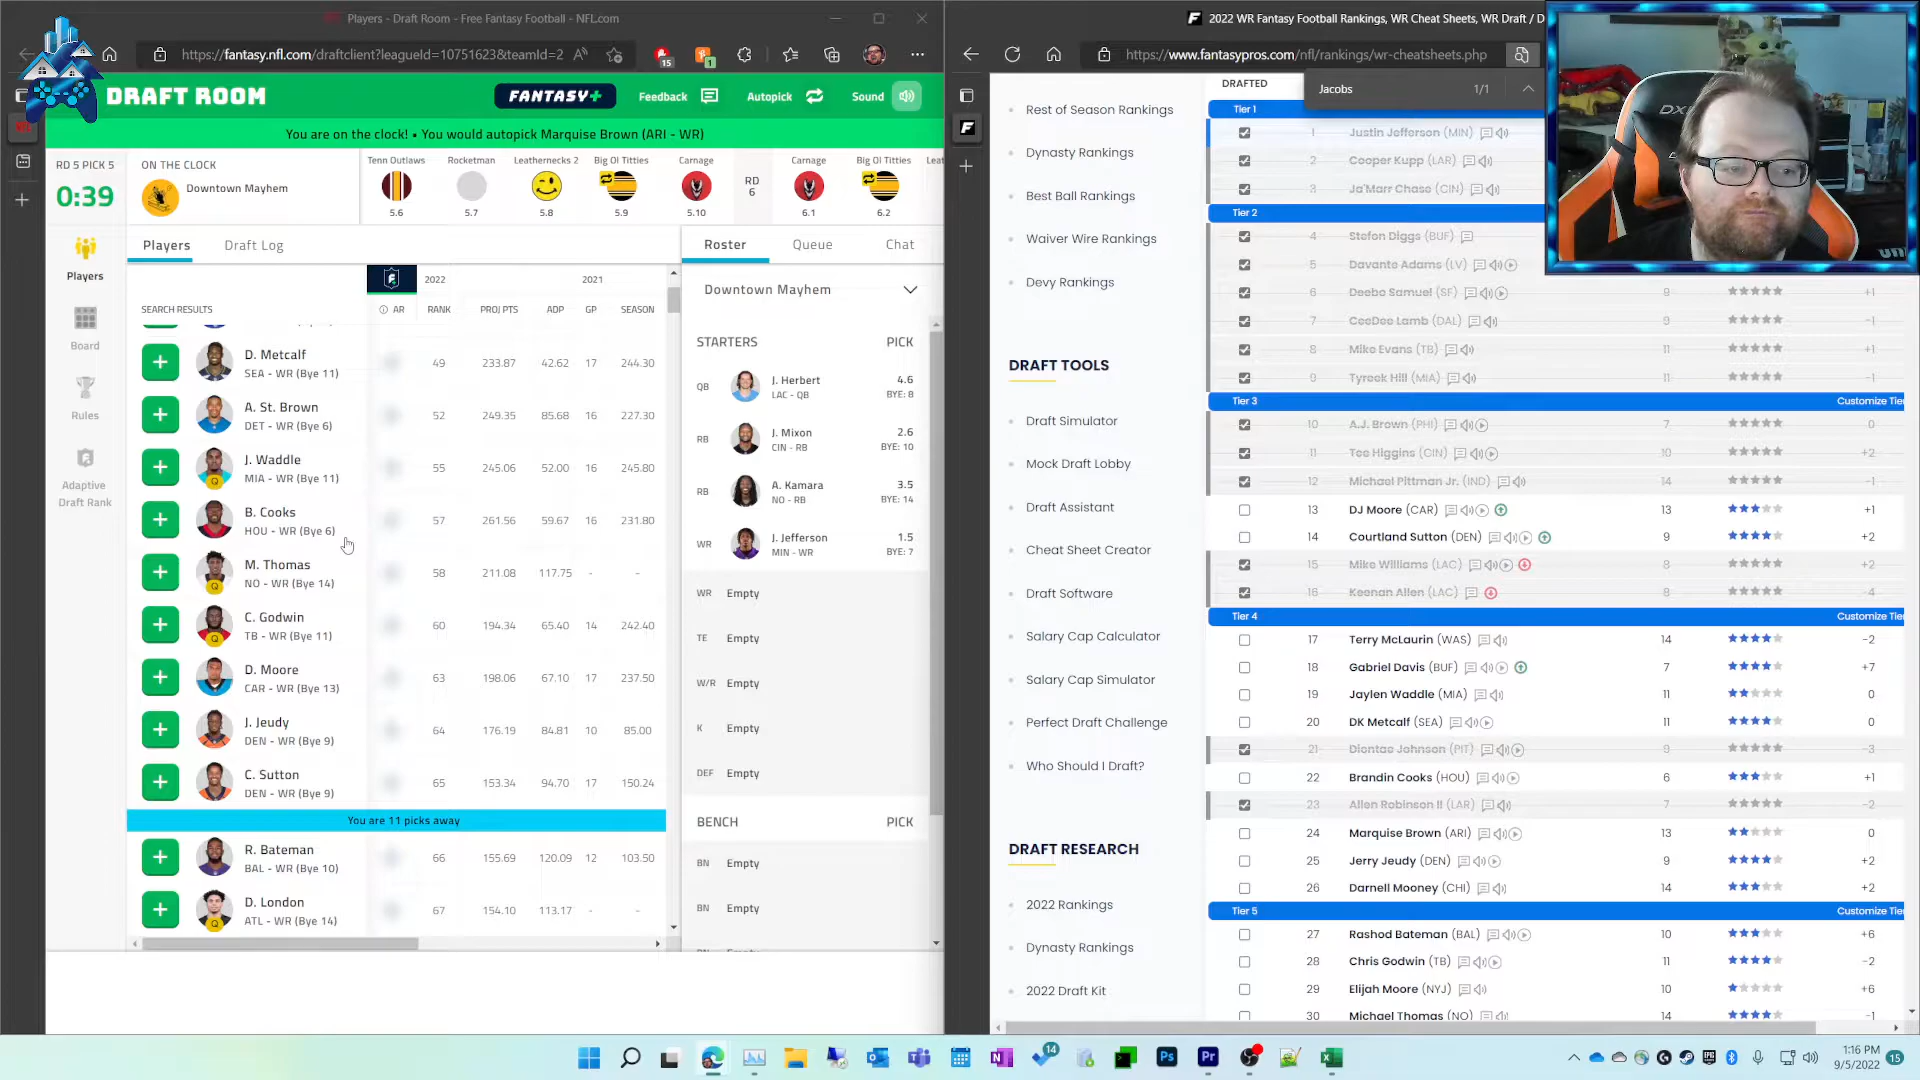 Players - Draft Room - Free Fantasy Football - NFL.com
https://fantasy.nfl.com/draftclient?leagueId=10751623&teamId=2
15
1
DRAFT ROOM
FANTASY+
Feedback
Autopick
Sound
You are on the clock! • You would autopick Marquise Brown (ARI - WR)
RD 5 PICK 5
0:39
ON THE CLOCK
Downtown Mayhem
Tenn Outlaws
5.6
Rocketman
5.7
Leathernecks 2
5.8
Big Ol Titties
5.9
Carnage
5.10
RD
6
Carnage
6.1
Big Ol Titties
6.2
Players
Board
Rules
Adaptive
Draft Rank
Players
Draft Log
2022
2021
SEARCH RESULTS
AR
RANK
PROJ PTS
ADP
GP
SEASON
D. Metcalf
SEA - WR (Bye 11)
49 233.87 42.62 17 244.30
A. St. Brown
DET - WR (Bye 6)
52 249.35 85.68 16 227.30
J. Waddle
MIA - WR (Bye 11)
Q
55 245.06 52.00 16 245.80
B. Cooks
HOU - WR (Bye 6)
57 261.56 59.67 16 231.80
M. Thomas
NO - WR (Bye 14)
Q
58 211.08 117.75 - -
C. Godwin
TB - WR (Bye 11)
Q
60 194.34 65.40 14 242.40
D. Moore
CAR - WR (Bye 13)
63 198.06 67.10 17 237.50
J. Jeudy
DEN - WR (Bye 9)
64 176.19 84.81 10 85.00
C. Sutton
DEN - WR (Bye 9)
65 153.34 94.70 17 150.24
You are 11 picks away
R. Bateman
BAL - WR (Bye 10)
66 155.69 120.09 12 103.50
D. London
ATL - WR (Bye 14)
Q
67 154.10 113.17 - -
Roster
Queue
Chat
Downtown Mayhem
STARTERS PICK
QB J. Herbert 4.6
LAC - QB BYE: 8
RB J. Mixon 2.6
CIN - RB BYE: 10
RB A. Kamara 3.5
NO - RB BYE: 14
WR J. Jefferson 1.5
MIN - WR BYE: 7
WR Empty
TE Empty
W/R Empty
K Empty
DEF Empty
BENCH PICK
BN Empty
BN Empty
2022 WR Fantasy Football Rankings, WR Cheat Sheets, WR Draft / D
https://www.fantasypros.com/nfl/rankings/wr-cheatsheets.php
Jacobs
1/1
Rest of Season Rankings
Dynasty Rankings
Best Ball Rankings
Waiver Wire Rankings
Devy Rankings
DRAFT TOOLS
Draft Simulator
Mock Draft Lobby
Draft Assistant
Cheat Sheet Creator
Draft Software
Salary Cap Calculator
Salary Cap Simulator
Perfect Draft Challenge
Who Should I Draft?
DRAFT RESEARCH
2022 Rankings
Dynasty Rankings
2022 Draft Kit
DRAFTED
Tier 1
1 Justin Jefferson (MIN)
2 Cooper Kupp (LAR)
3 Ja'Marr Chase (CIN)
Tier 2
4 Stefon Diggs (BUF)
5 Davante Adams (LV)
6 Deebo Samuel (SF) 9 +1
7 CeeDee Lamb (DAL) 9 -1
8 Mike Evans (TB) 11 +1
9 Tyreek Hill (MIA) 11 -1
Tier 3 Customize Tier
10 A.J. Brown (PHI) 7 0
11 Tee Higgins (CIN) 10 +2
12 Michael Pittman Jr. (IND) 14 -1
13 DJ Moore (CAR) 13 +1
14 Courtland Sutton (DEN) 9 +2
15 Mike Williams (LAC) 8 +2
16 Keenan Allen (LAC) 8 -4
Tier 4 Customize Tier
17 Terry McLaurin (WAS) 14 -2
18 Gabriel Davis (BUF) 7 +7
19 Jaylen Waddle (MIA) 11 0
20 DK Metcalf (SEA) 11 0
21 Diontae Johnson (PIT) 9 -3
22 Brandin Cooks (HOU) 6 +1
23 Allen Robinson II (LAR) 7 -2
24 Marquise Brown (ARI) 13 0
25 Jerry Jeudy (DEN) 9 +2
26 Darnell Mooney (CHI) 14 +2
Tier 5 Customize Tier
27 Rashod Bateman (BAL) 10 +6
28 Chris Godwin (TB) 11 -2
29 Elijah Moore (NYJ) 10 +6
30 Michael Thomas (NO) 14 -1
14
1:16 PM
9/5/2022
15